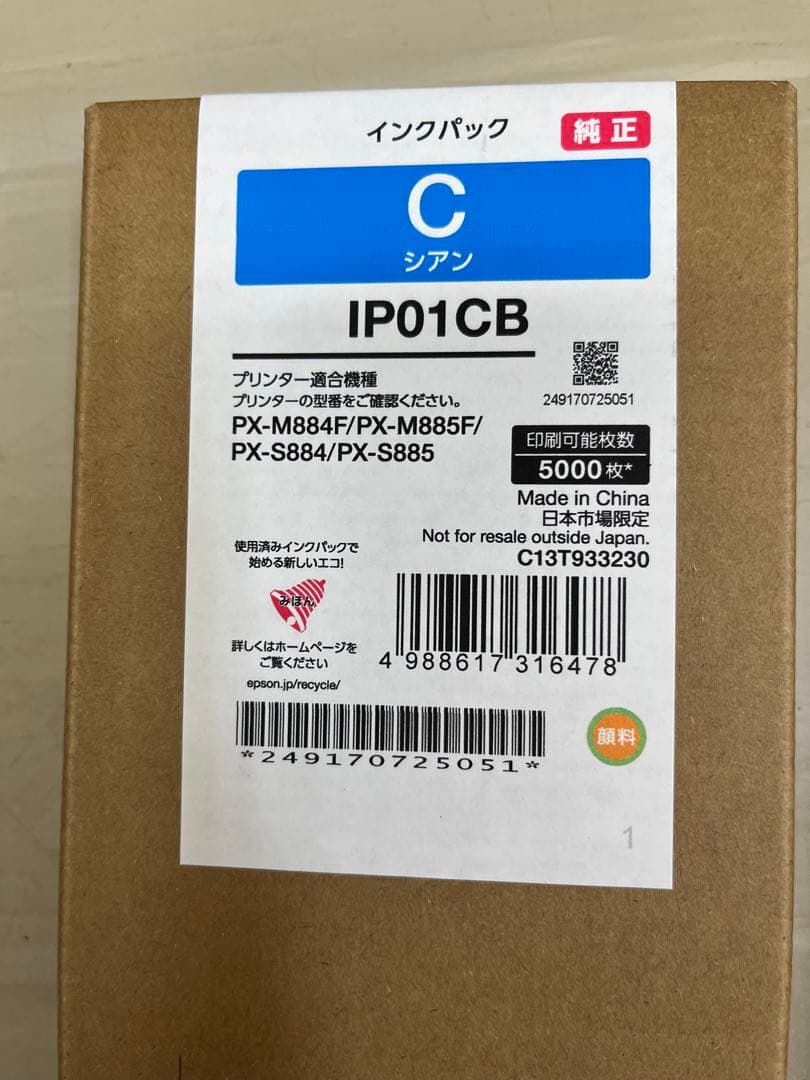 インクパック
純正
C
シアン
IP01CB
プリンター適合機種
プリンターの型番をご確認ください。
PX-M884F/PX-M885F/
PX-S884/PX-S885
249170725051
印刷可能枚数
5000枚*
Made in China
日本市場限定
Not for resale outside Japan.
C13T933230
使用済みインクパックで
始める新しいエコ!
みほん
詳しくはホームページを
ご覧ください
epson.jp/recycle/
4 988617 316478
*249170725051*
顔料
1